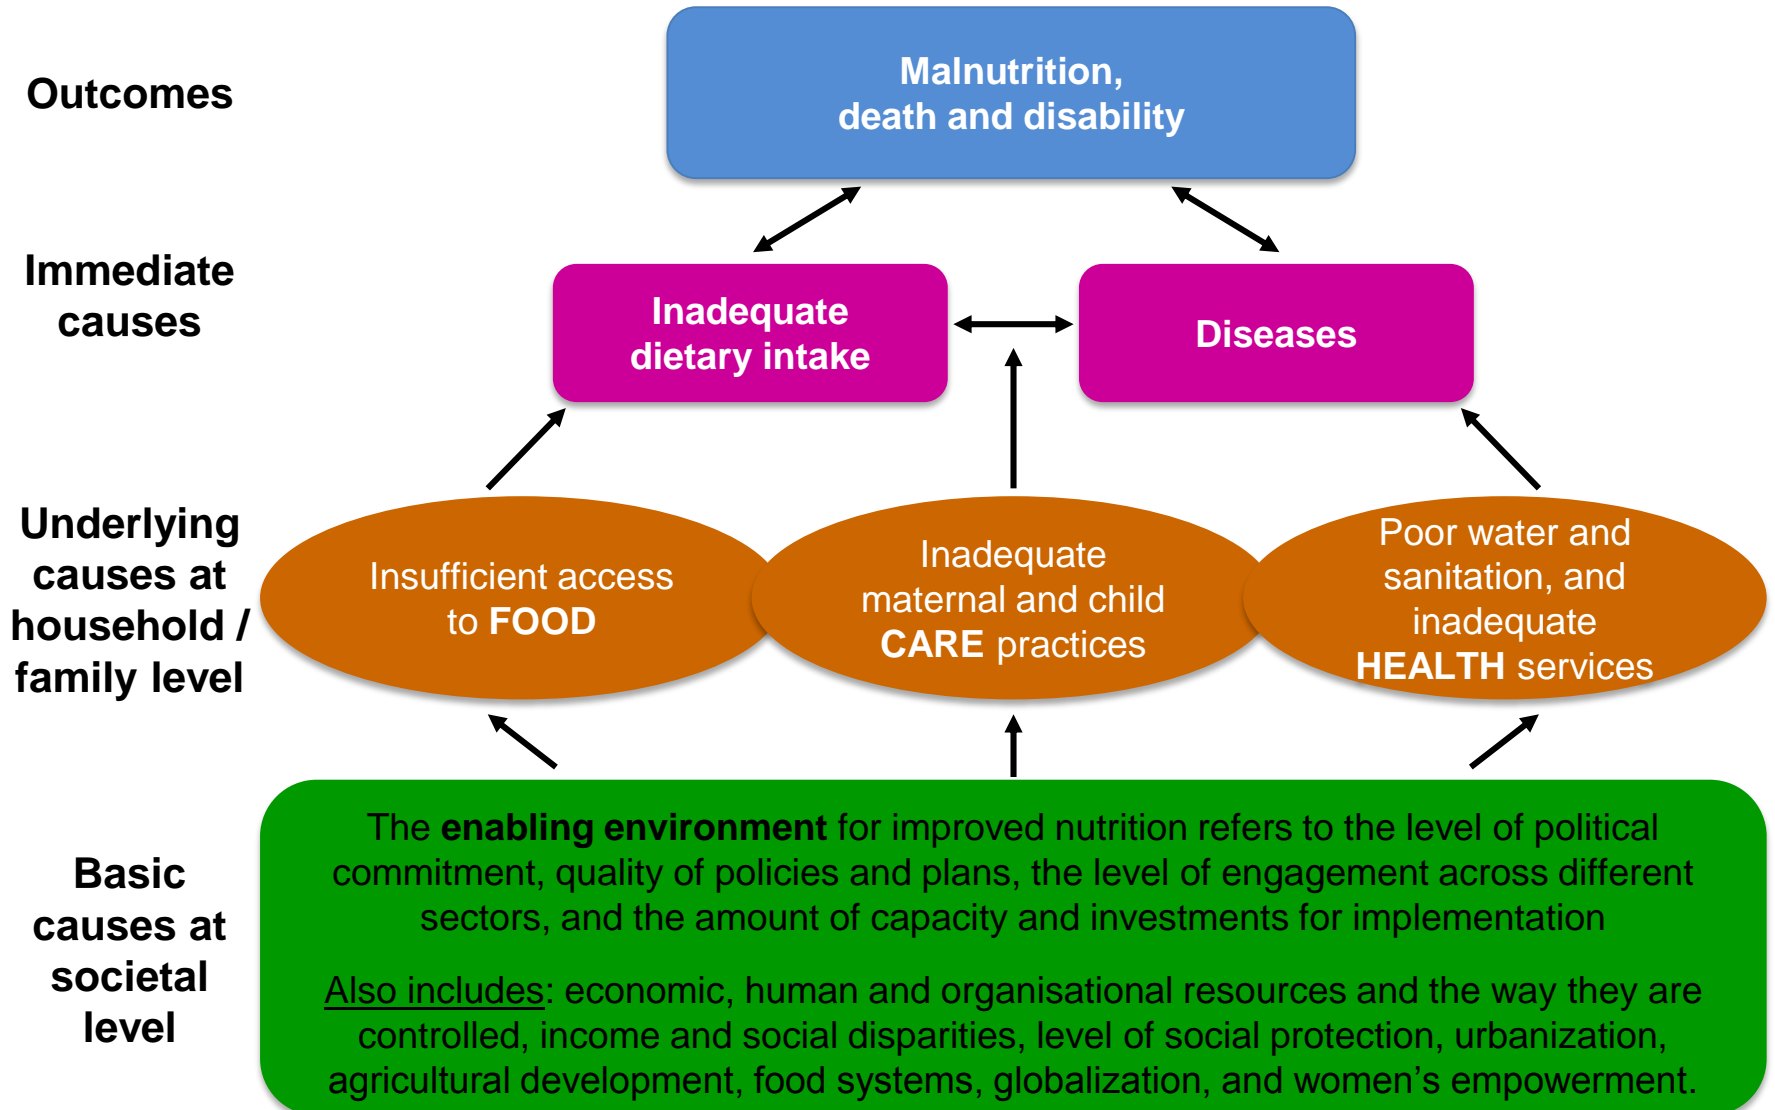 Outcomes
Malnutrition,
death and disability
Immediate
causes
Inadequate
dietary intake
Diseases
Underlying
causes at
household /
family level
Insufficient access
to FOOD
Inadequate
maternal and child
CARE practices
Poor water and
sanitation, and
inadequate
HEALTH services
Basic
causes at
societal
level
The enabling environment for improved nutrition refers to the level of political
commitment, quality of policies and plans, the level of engagement across different
sectors, and the amount of capacity and investments for implementation
Also includes: economic, human and organisational resources and the way they are
controlled, income and social disparities, level of social protection, urbanization,
agricultural development, food systems, globalization, and women’s empowerment.